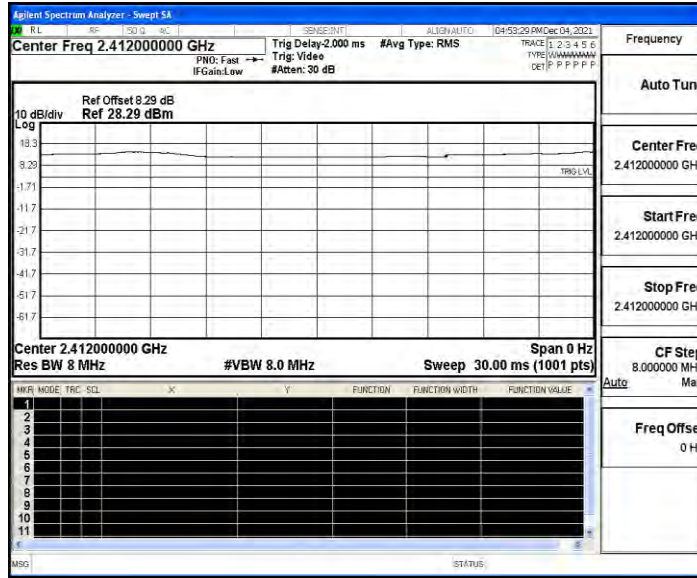 Agilent Spectrum Analyzer - Swept SA
RL RF 50 Ω AC SENSE:INT ALIGNAUTO 04:53:29 PM Dec 04, 2021
Center Freq 2.412000000 GHz
PNO: Fast
IFGain:Low
Trig Delay-2.000 ms
Trig: Video
#Atten: 30 dB
#Avg Type: RMS
TRACE 1 2 3 4 5 6
TYPE WWWWWW
DET P P P P P P
Frequency
Auto Tun
Ref Offset 8.29 dB
10 dB/div Ref 28.29 dBm
Log
18.3
8.29
TRIG LVL
-1.71
-11.7
-21.7
-31.7
-41.7
-51.7
-61.7
Center Fre
2.412000000 GH
Start Fre
2.412000000 GH
Stop Fre
2.412000000 GH
Center 2.412000000 GHz Span 0 Hz
Res BW 8 MHz #VBW 8.0 MHz Sweep 30.00 ms (1001 pts)
CF Step
8.000000 MH
Auto Ma
MKR MODE TRC SCL X Y FUNCTION FUNCTION WIDTH FUNCTION VALUE
1
2
3
4
5
6
7
8
9
10
11
Freq Offse
0 H
MSG STATUS